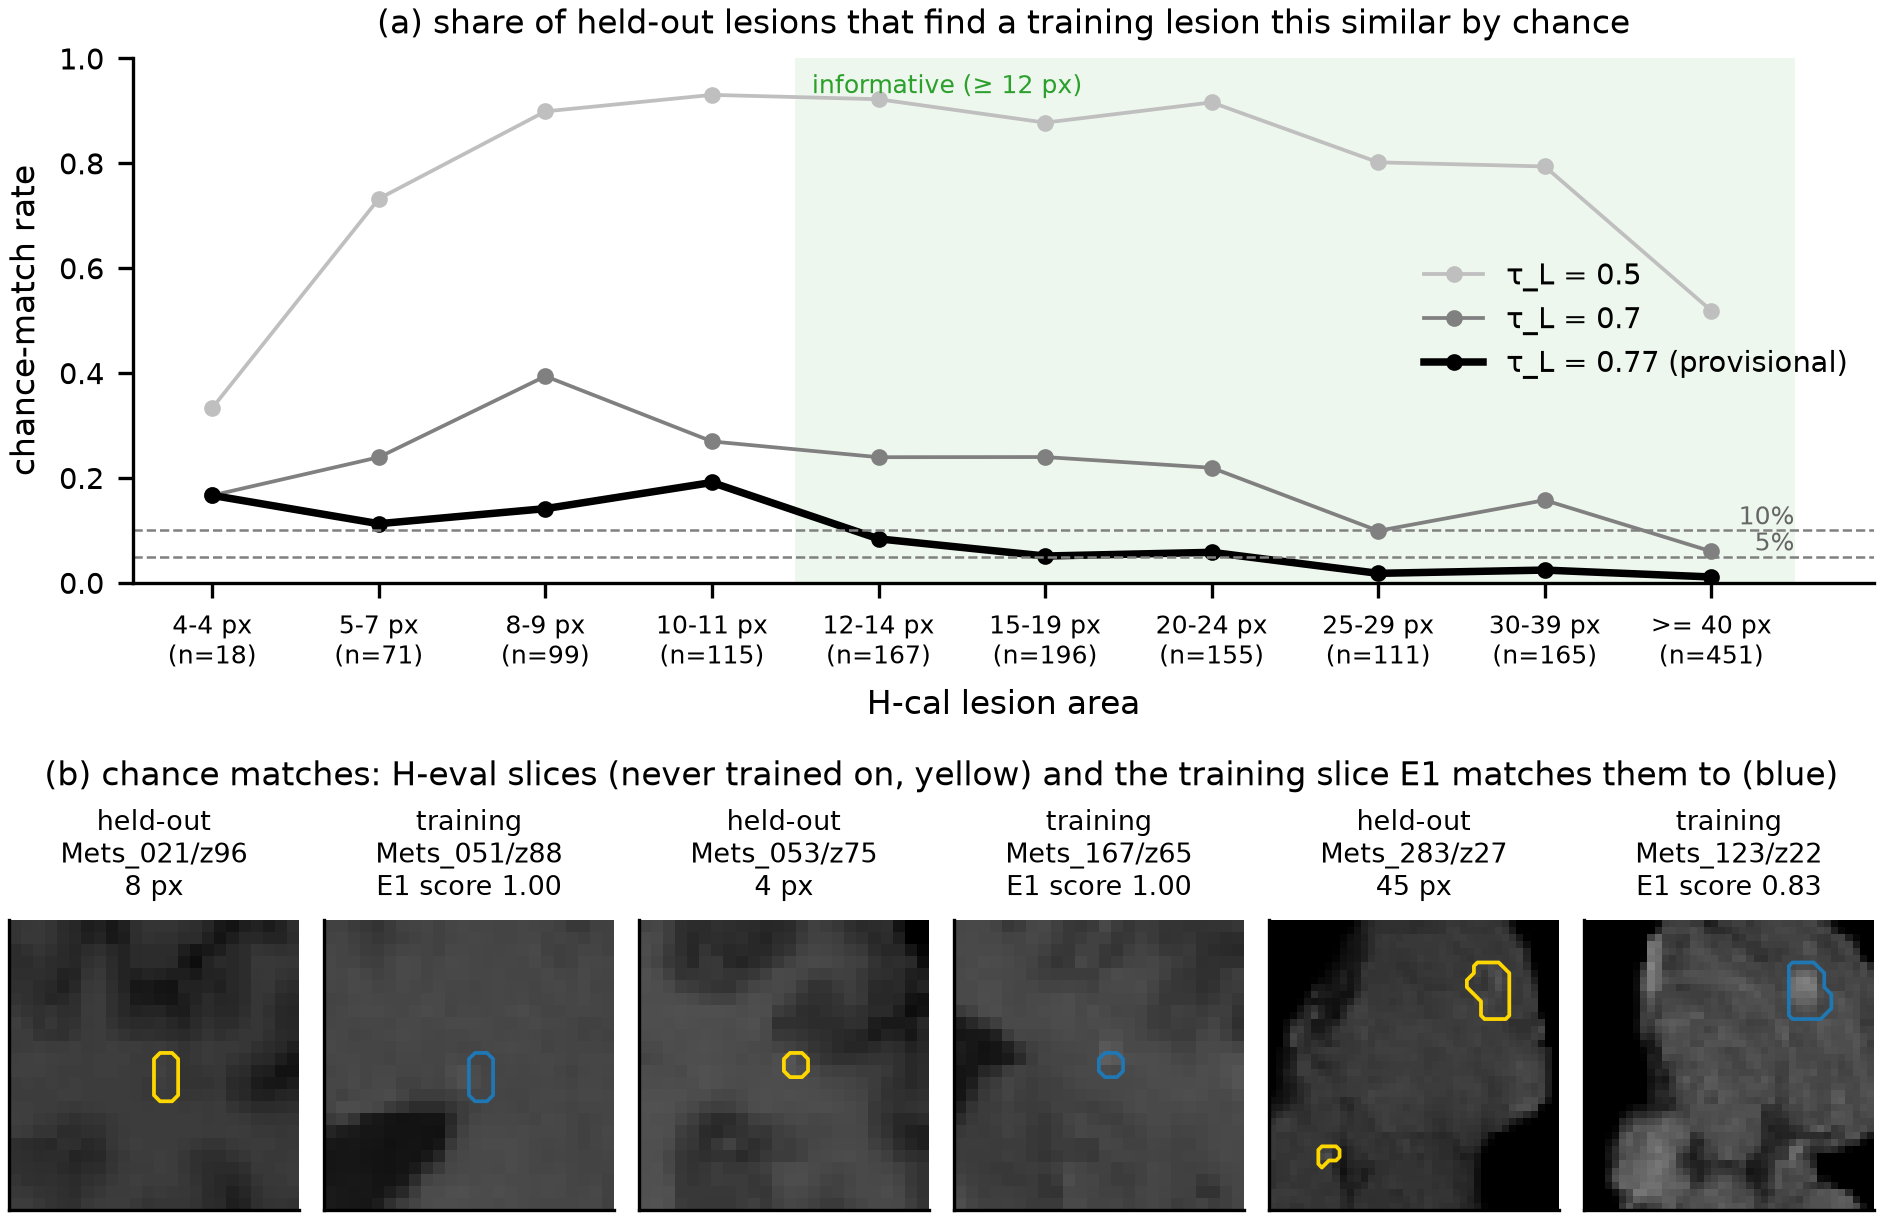 (a) share of held-out lesions that find a training lesion this similar by chance
chance-match rate
1.0
0.8
0.6
0.4
0.2
0.0
informative (≥ 12 px)
τ_L = 0.5
τ_L = 0.7
τ_L = 0.77 (provisional)
10%
5%
4-4 px
(n=18)
5-7 px
(n=71)
8-9 px
(n=99)
10-11 px
(n=115)
12-14 px
(n=167)
15-19 px
(n=196)
20-24 px
(n=155)
25-29 px
(n=111)
30-39 px
(n=165)
>= 40 px
(n=451)
H-cal lesion area
(b) chance matches: H-eval slices (never trained on, yellow) and the training slice E1 matches them to (blue)
held-out
Mets_021/z96
8 px
training
Mets_051/z88
E1 score 1.00
held-out
Mets_053/z75
4 px
training
Mets_167/z65
E1 score 1.00
held-out
Mets_283/z27
45 px
training
Mets_123/z22
E1 score 0.83